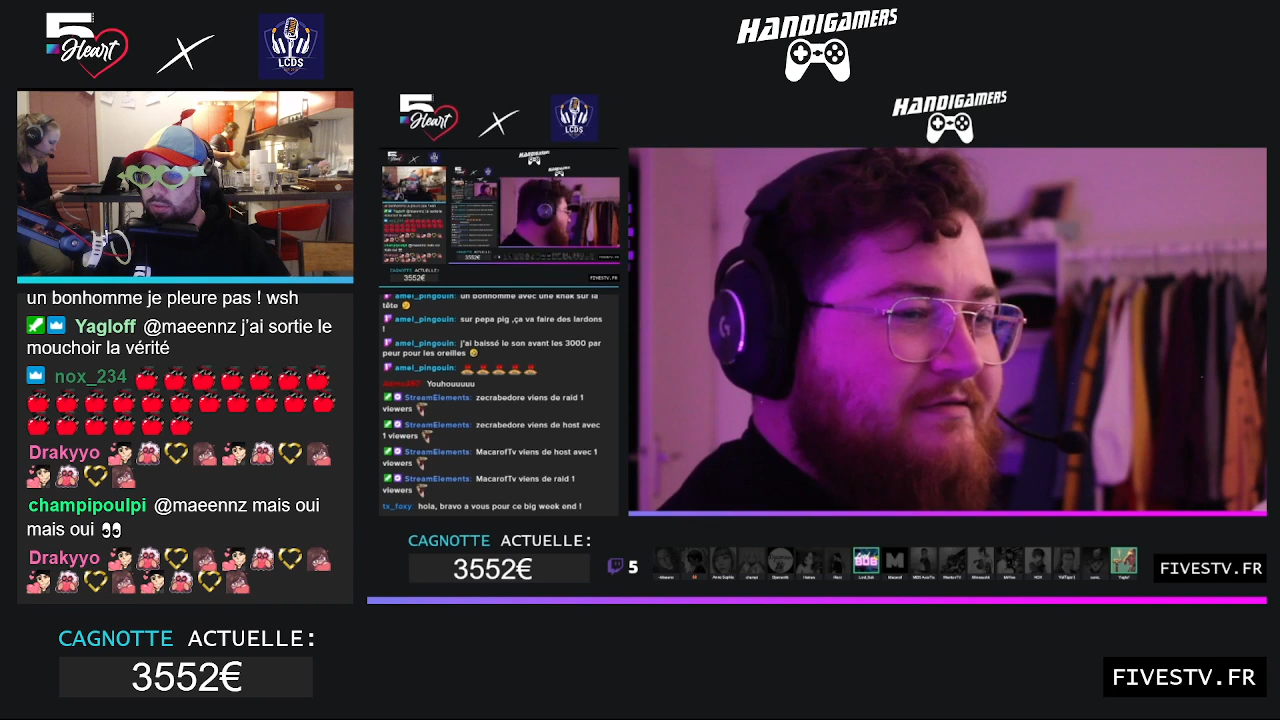 5
Heart
LCDS
HANDIGAMERS
un bonhomme je pleure pas ! wsh
Yagloff @maeennz j'ai sortie le
mouchoir la vérité
nox_234
Drakyyo
champipoulpi @maeennz mais oui
mais oui
Drakyyo
CAGNOTTE ACTUELLE:
3552€
5
Heart
LCDS
HANDIGAMERS
CAGNOTTE ACTUELLE:
3552€
FIVESTV.FR
amel_pingouin: un bonhomme avec une knak sur la
tête
amel_pingouin: sur pepa pig ,ça va faire des lardons
!
amel_pingouin: j'ai baissé le son avant les 3000 par
peur pour les oreilles
amel_pingouin:
Youhouuuuu
StreamElements: zecrabedore viens de raid 1
viewers
StreamElements: zecrabedore viens de host avec
1 viewers
StreamElements: MacarofTv viens de host avec 1
viewers
StreamElements: MacarofTv viens de raid 1
viewers
tx_foxy: hola, bravo a vous pour ce big week end !
CAGNOTTE ACTUELLE:
3552€
5
FIVESTV.FR
FIVESTV.FR